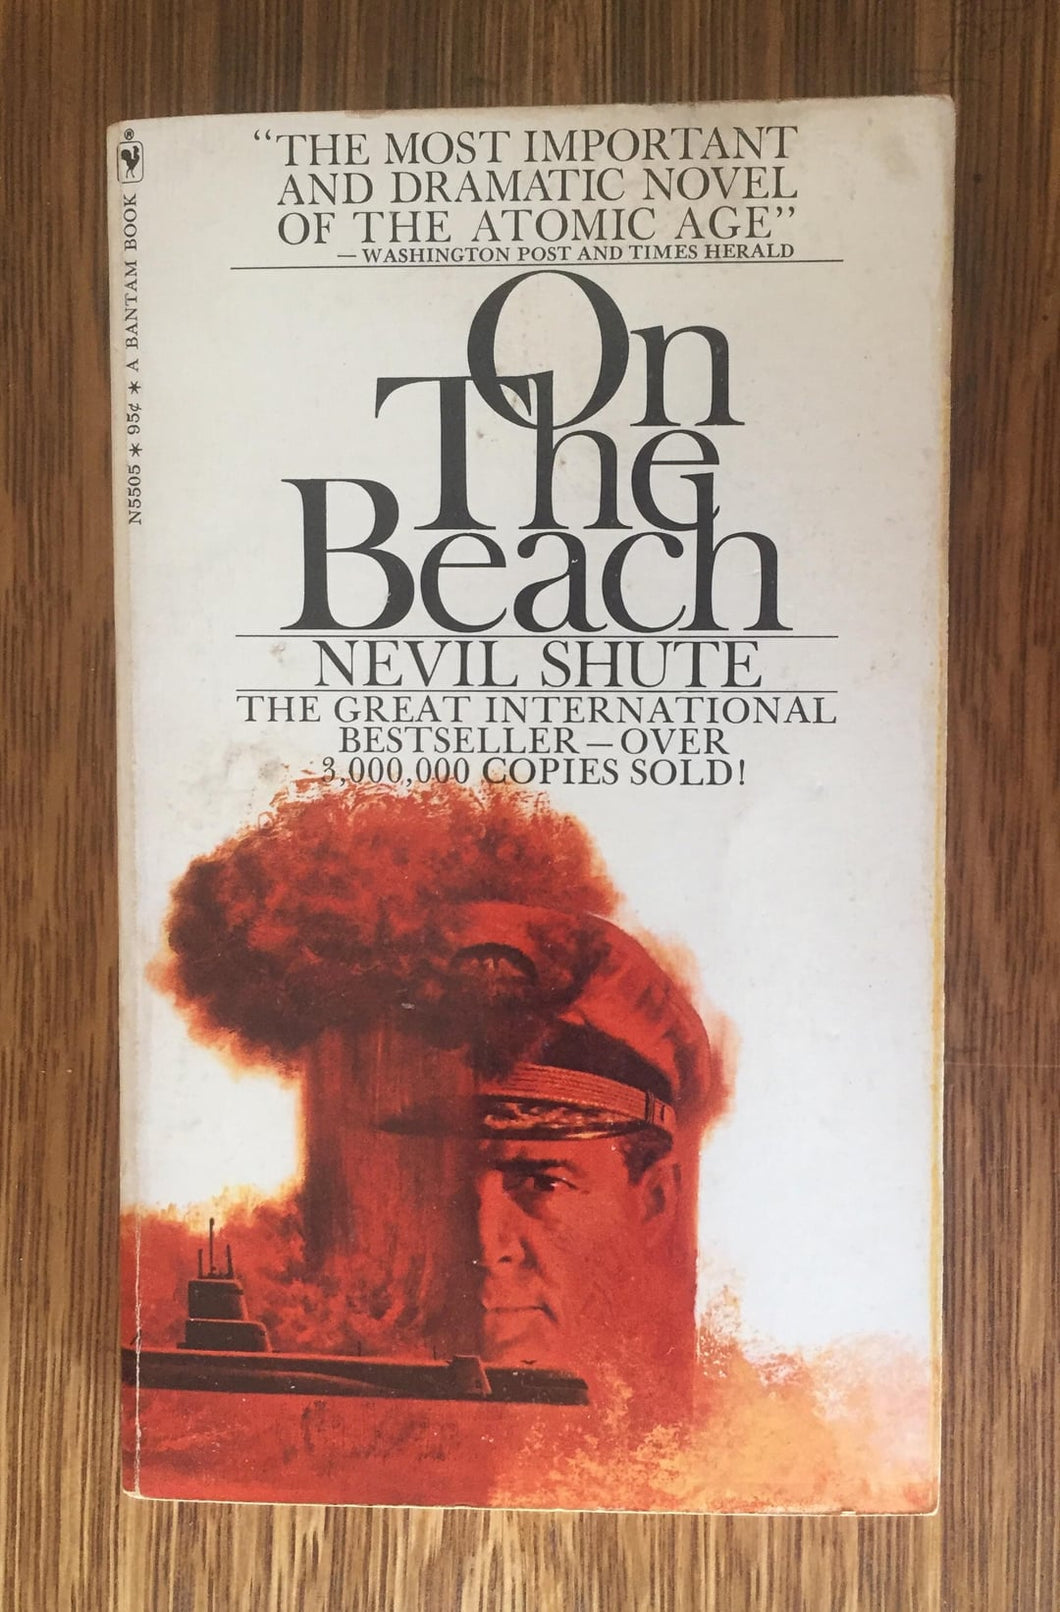 "THE MOST IMPORTANT
AND DRAMATIC NOVEL
OF THE ATOMIC AGE"
—WASHINGTON POST AND TIMES HERALD
On
The
Beach
NEVIL SHUTE
THE GREAT INTERNATIONAL
BESTSELLER—OVER
3,000,000 COPIES SOLD!
N5505 * 95¢ * A BANTAM BOOK ®